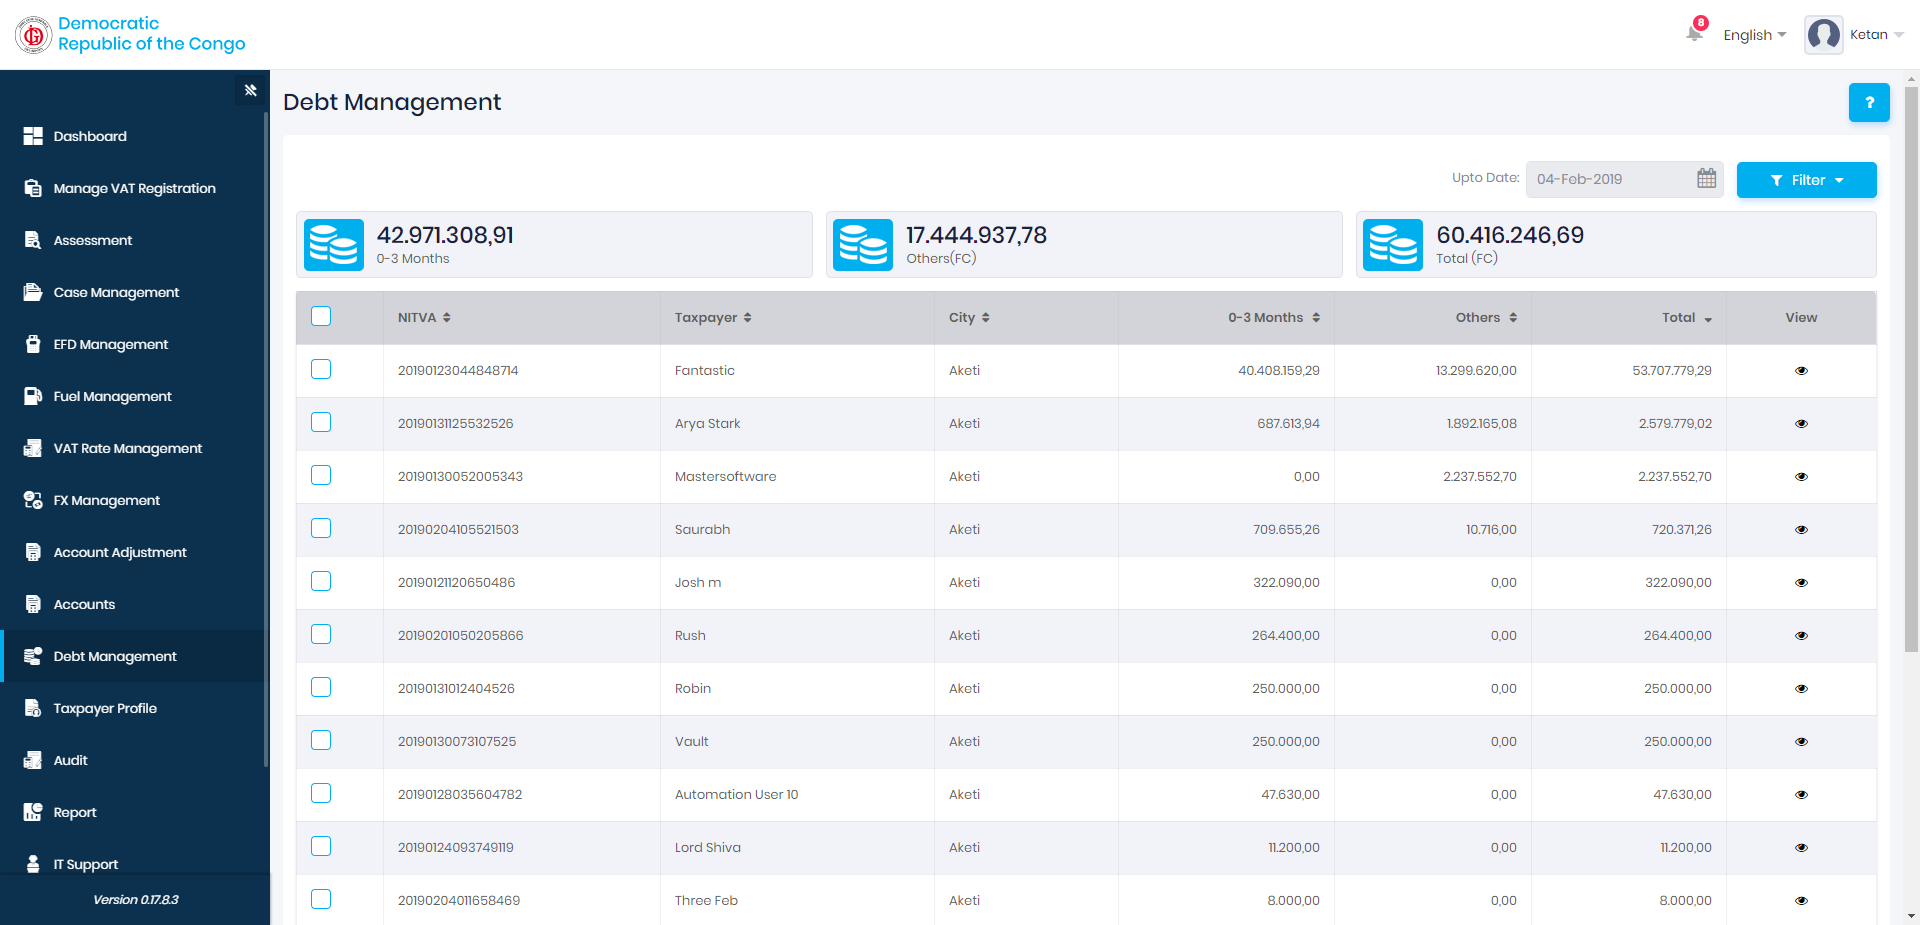 Democratic
Republic of the Congo
8
English
Ketan
Debt Management
?
Dashboard
Manage VAT Registration
Assessment
Case Management
EFD Management
Fuel Management
VAT Rate Management
FX Management
Account Adjustment
Accounts
Debt Management
Taxpayer Profile
Audit
Report
IT Support
Version 0.17.8.3
Upto Date: 04-Feb-2019 Filter
42.971.308,91
0-3 Months
17.444.937,78
Others(FC)
60.416.246,69
Total (FC)
NITVA Taxpayer City 0-3 Months Others Total View
20190123044848714 Fantastic Aketi 40.408.159,29 13.299.620,00 53.707.779,29
20190131125532526 Arya Stark Aketi 687.613,94 1.892.165,08 2.579.779,02
20190130052005343 Mastersoftware Aketi 0,00 2.237.552,70 2.237.552,70
20190204105521503 Saurabh Aketi 709.655,26 10.716,00 720.371,26
20190121120650486 Josh m Aketi 322.090,00 0,00 322.090,00
20190201050205866 Rush Aketi 264.400,00 0,00 264.400,00
20190131012404526 Robin Aketi 250.000,00 0,00 250.000,00
20190130073107525 Vault Aketi 250.000,00 0,00 250.000,00
20190128035604782 Automation User 10 Aketi 47.630,00 0,00 47.630,00
20190124093749119 Lord Shiva Aketi 11.200,00 0,00 11.200,00
20190204011658469 Three Feb Aketi 8.000,00 0,00 8.000,00